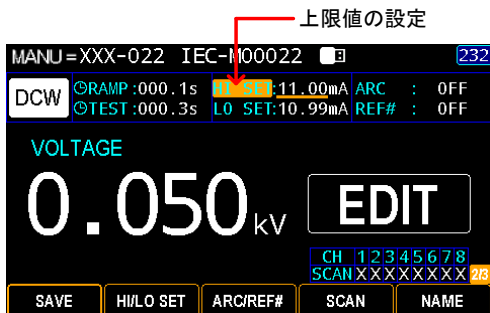 上限値の設定
MANU=XXX-022 IEC-M00022 232
DCW RAMP:000.1s HI SET:11.00mA ARC : OFF
TEST:000.3s LO SET:10.99mA REF# : OFF
VOLTAGE
0.050kV EDIT
CH 12345678
SCAN XXXXXXXX 2/3
SAVE HI/LO SET ARC/REF# SCAN NAME